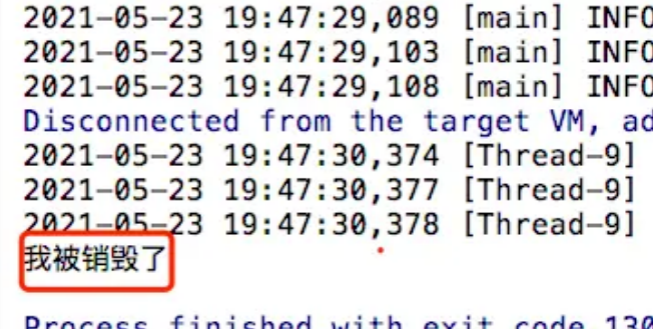 2021-05-23 19:47:29,089 [main] INFO
2021-05-23 19:47:29,103 [main] INFO
2021-05-23 19:47:29,108 [main] INFO
Disconnected from the target VM, ad
2021-05-23 19:47:30,374 [Thread-9]
2021-05-23 19:47:30,377 [Thread-9]
2021-05-23 19:47:30,378 [Thread-9]
我被销毁了
Process finished with exit code 130